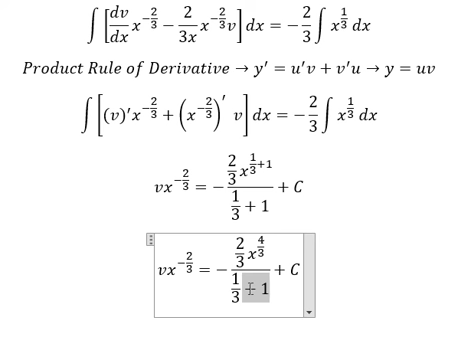 ∫ [dv/dx x^(-2/3) − 2/(3x) x^(-2/3) v] dx = −2/3 ∫ x^(1/3) dx
Product Rule of Derivative → y′ = u′v + v′u → y = uv
∫ [(v)′x^(-2/3) + (x^(-2/3))′ v] dx = −2/3 ∫ x^(1/3) dx
vx^(-2/3) = − (2/3 x^(1/3+1))/(1/3 + 1) + C
vx^(-2/3) = − (2/3 x^(4/3))/(1/3 + 1) + C